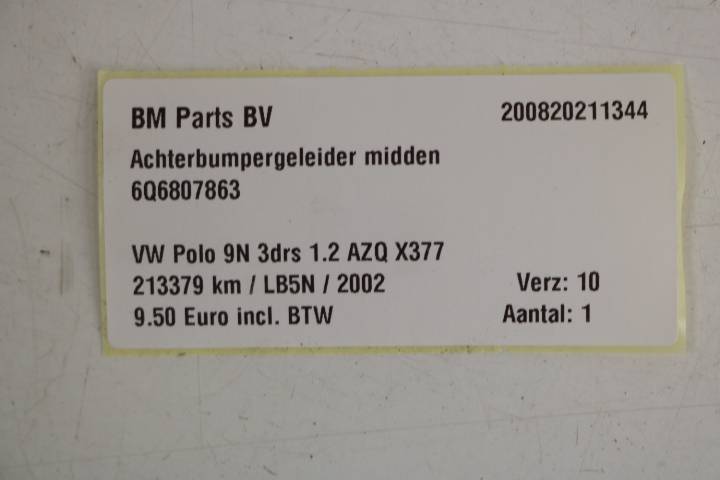 BM Parts BV 200820211344
Achterbumpergeleider midden
6Q6807863
VW Polo 9N 3drs 1.2 AZQ X377
213379 km / LB5N / 2002 Verz: 10
9.50 Euro incl. BTW Aantal: 1